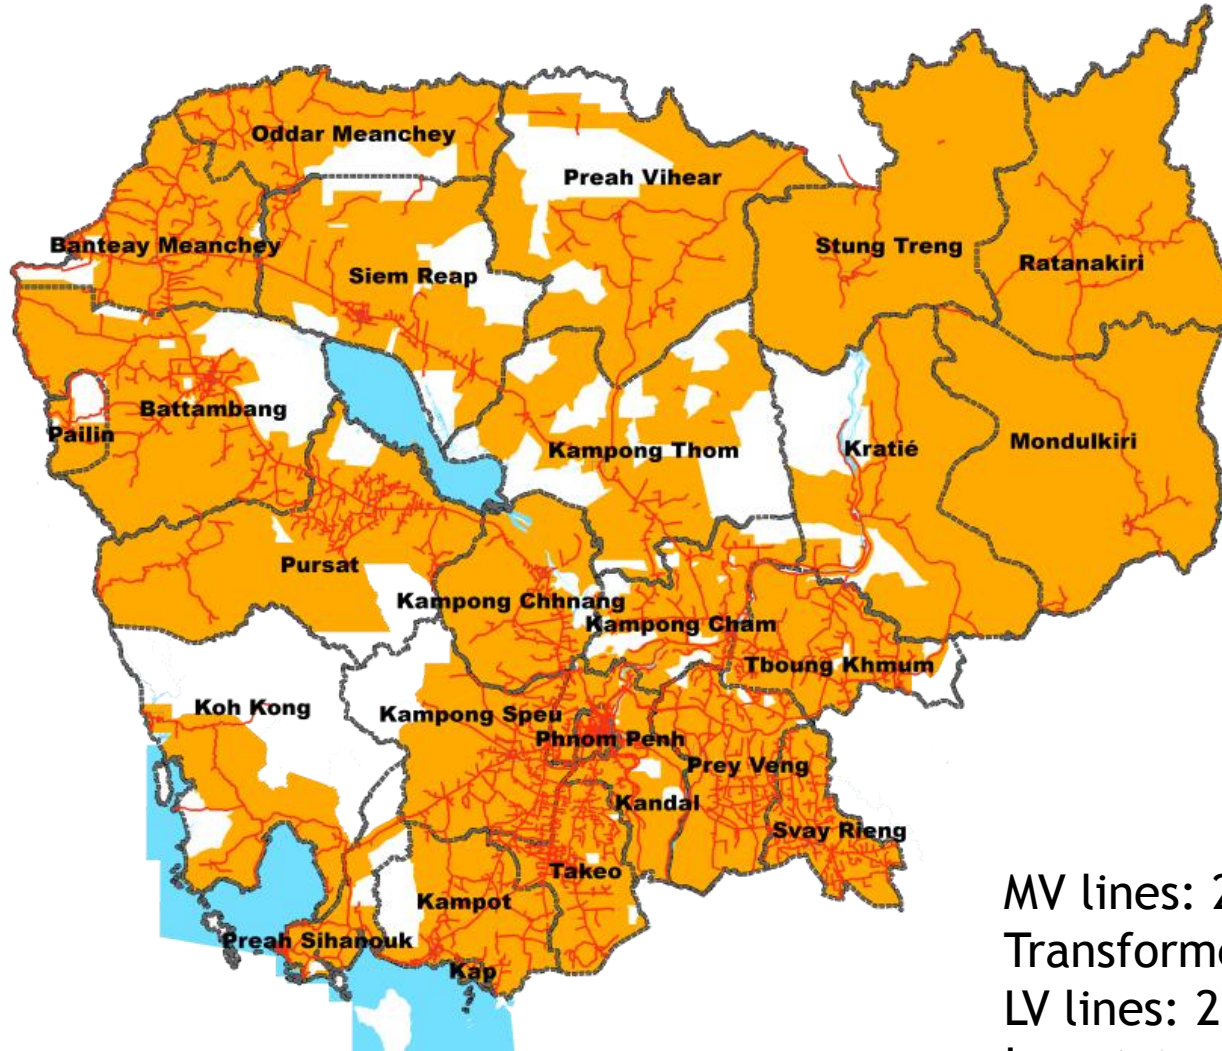 Oddar Meanchey
Preah Vihear
Banteay Meanchey
Stung Treng
Ratanakiri
Siem Reap
Battambang
Pailin
Kampong Thom
Kratié
Mondulkiri
Pursat
Kampong Chhnang
Kampong Cham
Tboung Khmum
Koh Kong
Kampong Speu
Phnom Penh
Prey Veng
Kandal
Svay Rieng
Takeo
Kampot
Preah Sihanouk
Kap
MV lines: 2
Transforme
LV lines: 2